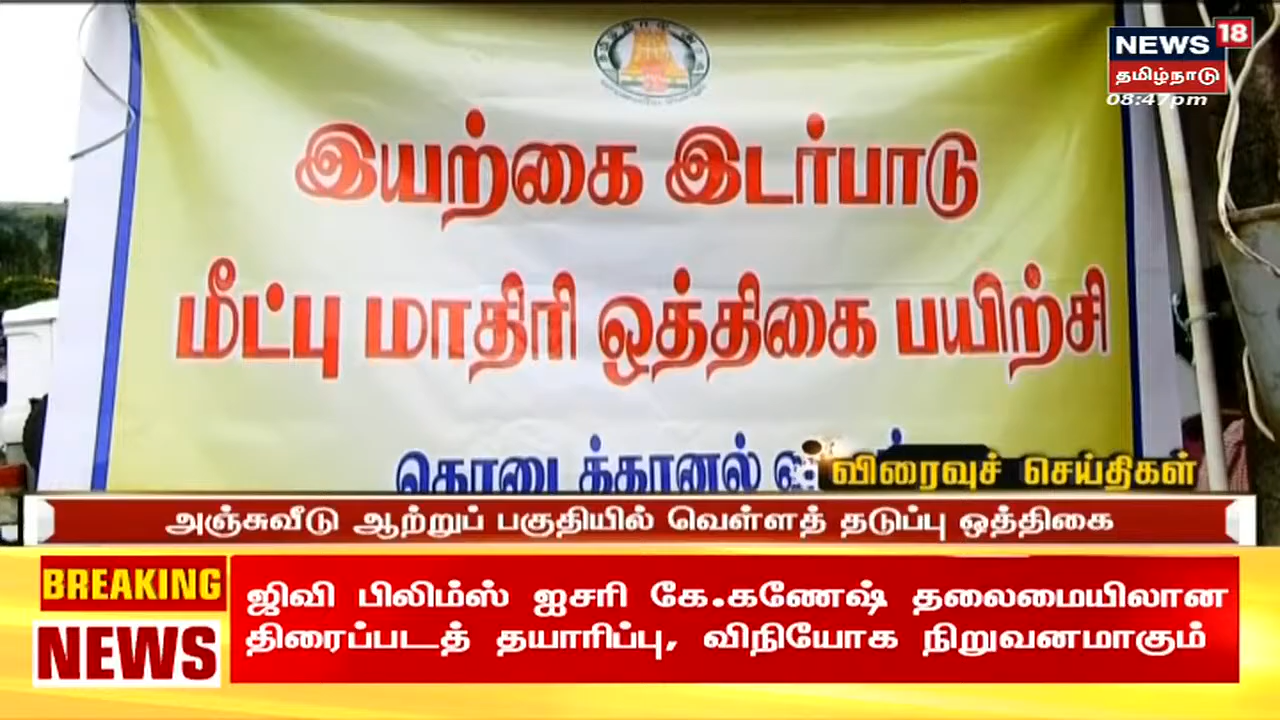 NEWS 18
தமிழ்நாடு
08:47pm
இயற்கை இடர்பாடு
மீட்பு மாதிரி ஒத்திகை பயிற்சி
கொடைக்கானல்
விரைவுச் செய்திகள்
அஞ்சுவீடு ஆற்றுப் பகுதியில் வெள்ளத் தடுப்பு ஒத்திகை
BREAKING
NEWS
ஜிவி பிலிம்ஸ் ஐசரி கே.கணேஷ் தலைமையிலான
திரைப்படத் தயாரிப்பு, விநியோக நிறுவனமாகும்